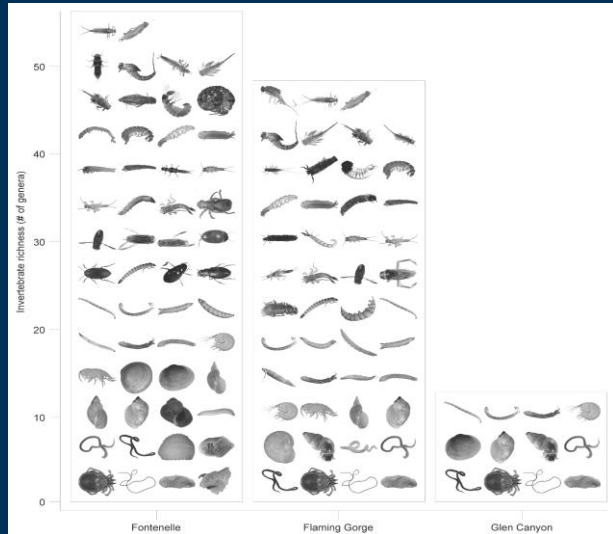 Invertebrate richness (# of genera)
50
40
30
20
10
0
Fontenelle
Flaming Gorge
Glen Canyon